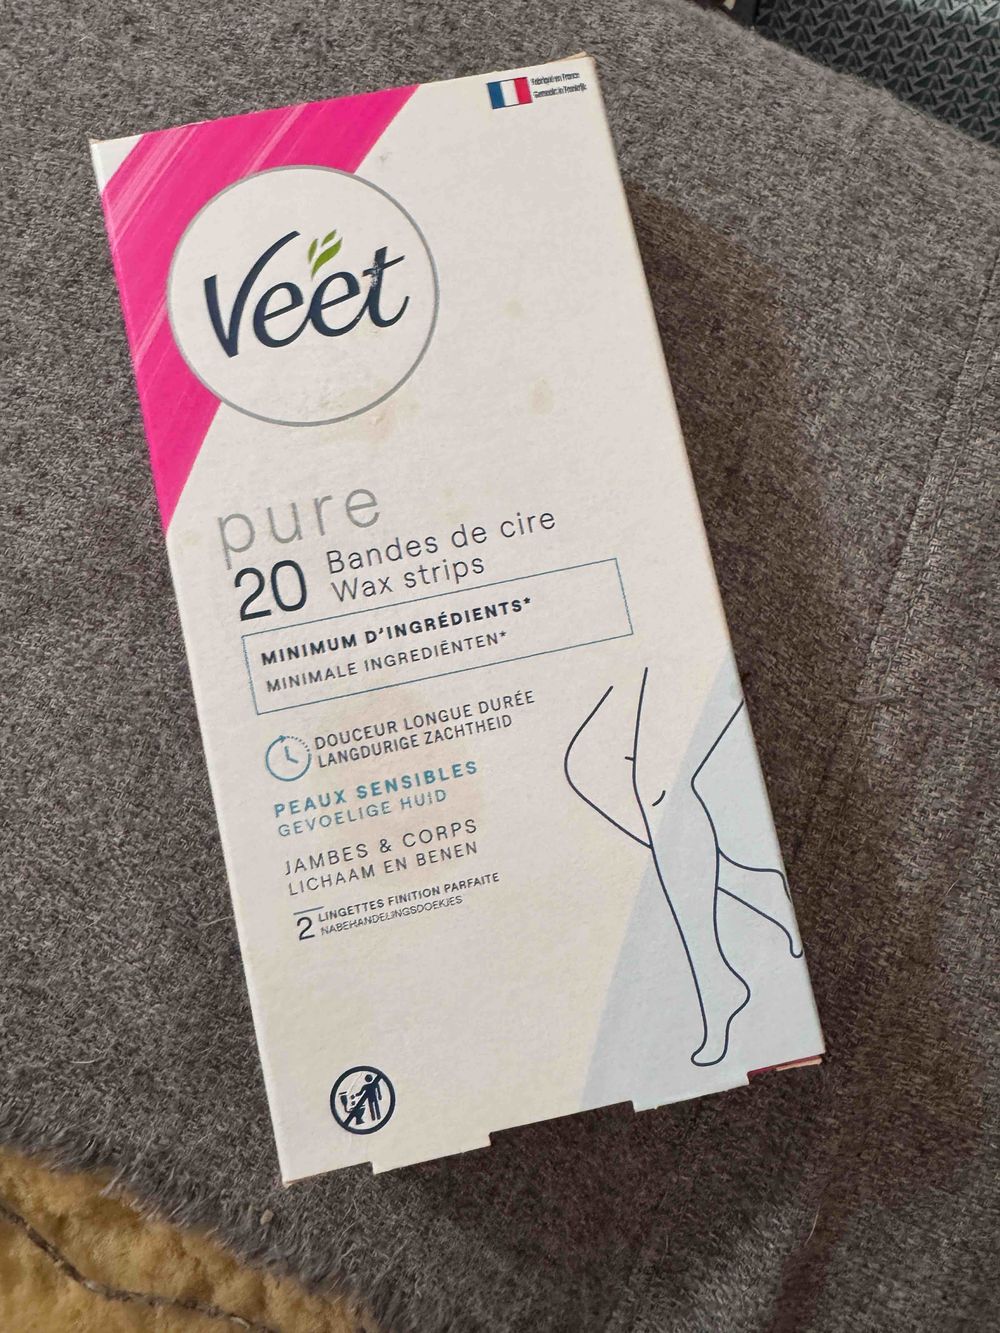 Fabriqué en France
Gemaakt in Frankrijk
Veet
pure
20 Bandes de cire
Wax strips
MINIMUM D'INGRÉDIENTS*
MINIMALE INGREDIËNTEN*
DOUCEUR LONGUE DURÉE
LANGDURIGE ZACHTHEID
PEAUX SENSIBLES
GEVOELIGE HUID
JAMBES & CORPS
LICHAAM EN BENEN
2 LINGETTES FINITION PARFAITE
NABEHANDELINGSDOEKJES